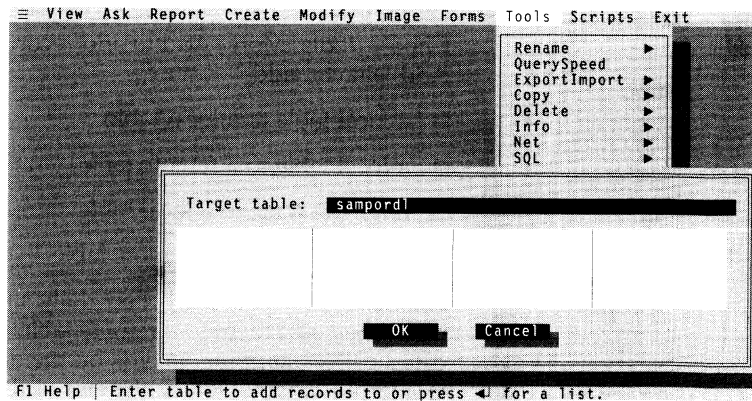 ≡ View Ask Report Create Modify Image Forms Tools Scripts Exit
Rename ▶
QuerySpeed
ExportImport ▶
Copy ▶
Delete ▶
Info ▶
Net ▶
SQL ▶
Target table: sampordl
OK Cancel
F1 Help | Enter table to add records to or press ◄┘ for a list.